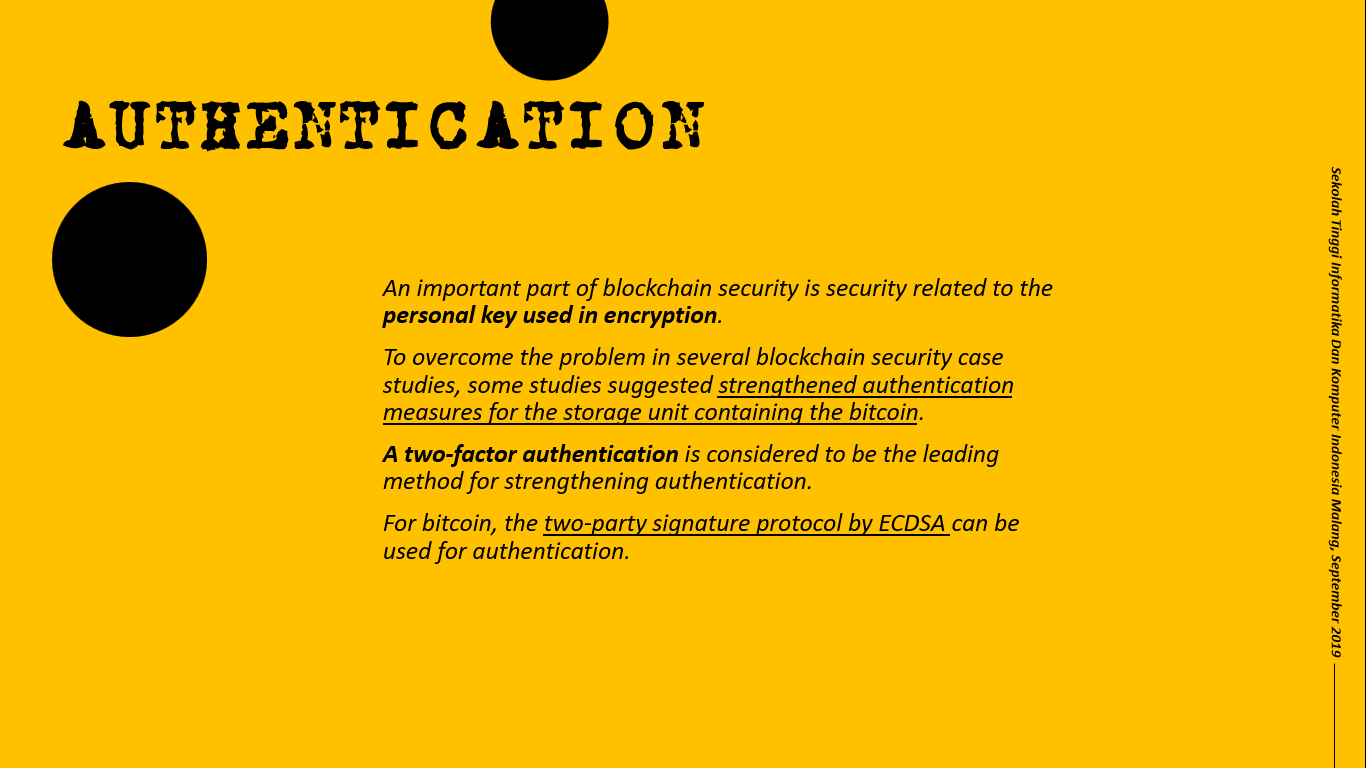 AUTHENTICATION
An important part of blockchain security is security related to the
personal key used in encryption.
To overcome the problem in several blockchain security case
studies, some studies suggested strengthened authentication
measures for the storage unit containing the bitcoin.
A two-factor authentication is considered to be the leading
method for strengthening authentication.
For bitcoin, the two-party signature protocol by ECDSA can be
used for authentication.
Sekolah Tinggi Informatika Dan Komputer Indonesia Malang, September 2019